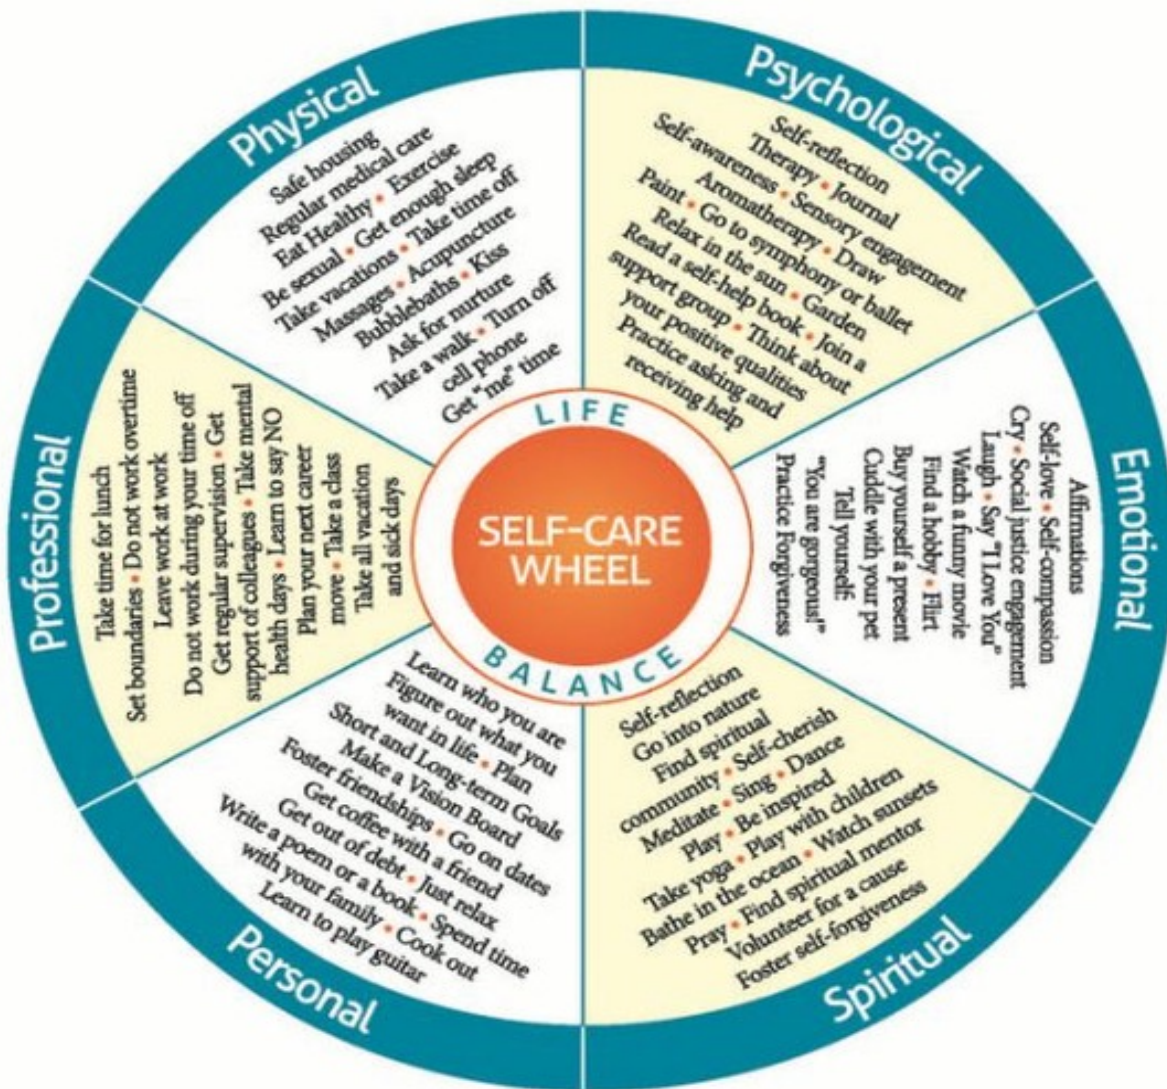 Physical
Safe housing
Regular medical care
Eat Healthy • Exercise
Be sexual • Get enough sleep
Take vacations • Take time off
Massages • Acupuncture
Bubblebaths • Kiss
Ask for nurture
Take a walk • Turn off
cell phone
Get "me" time
Psychological
Self-reflection
Therapy • Journal
Self-awareness • Sensory engagement
Aromatherapy • Draw
Paint • Go to symphony or ballet
Relax in the sun • Garden
Read a self-help book • Join a
support group • Think about
your positive qualities
Practice asking and
receiving help
Emotional
Affirmations
Self-love • Self-compassion
Cry • Social justice engagement
Laugh • Say "I Love You"
Watch a funny movie
Find a hobby • Flirt
Buy yourself a present
Cuddle with your pet
Tell yourself:
"You are gorgeous!"
Practice Forgiveness
Spiritual
Self-reflection
Go into nature
Find spiritual
community • Self-cherish
Meditate • Sing • Dance
Play • Be inspired
Take yoga • Play with children
Bathe in the ocean • Watch sunsets
Pray • Find spiritual mentor
Volunteer for a cause
Foster self-forgiveness
Personal
Learn who you are
Figure out what you
want in life • Plan
Short and Long-term Goals
Make a Vision Board
Foster friendships • Go on dates
Get coffee with a friend
Get out of debt • Just relax
Write a poem or a book • Spend time
with your family • Cook out
Learn to play guitar
Professional
Take time for lunch
Set boundaries • Do not work overtime
Leave work at work
Do not work during your time off
Get regular supervision • Get
support of colleagues • Take mental
health days • Learn to say NO
Plan your next career
move • Take a class
Take all vacation
and sick days
LIFE
SELF-CARE
WHEEL
BALANCE